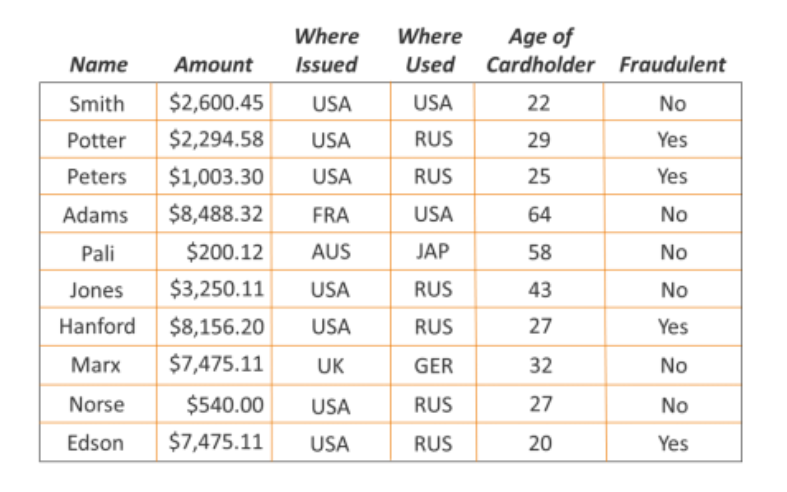 Name Amount Where Issued Where Used Age of Cardholder Fraudulent
Smith $2,600.45 USA USA 22 No
Potter $2,294.58 USA RUS 29 Yes
Peters $1,003.30 USA RUS 25 Yes
Adams $8,488.32 FRA USA 64 No
Pali $200.12 AUS JAP 58 No
Jones $3,250.11 USA RUS 43 No
Hanford $8,156.20 USA RUS 27 Yes
Marx $7,475.11 UK GER 32 No
Norse $540.00 USA RUS 27 No
Edson $7,475.11 USA RUS 20 Yes